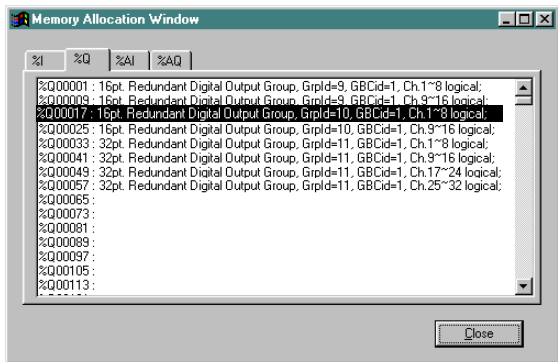 Memory Allocation Window
%I %Q %AI %AQ
%Q00001 : 16pt. Redundant Digital Output Group, GrpId=9, GBCid=1, Ch.1~8 logical;
%Q00009 : 16pt. Redundant Digital Output Group, GrpId=9, GBCid=1, Ch.9~16 logical;
%Q00017 : 16pt. Redundant Digital Output Group, GrpId=10, GBCid=1, Ch.1~8 logical;
%Q00025 : 16pt. Redundant Digital Output Group, GrpId=10, GBCid=1, Ch.9~16 logical;
%Q00033 : 32pt. Redundant Digital Output Group, GrpId=11, GBCid=1, Ch.1~8 logical;
%Q00041 : 32pt. Redundant Digital Output Group, GrpId=11, GBCid=1, Ch.9~16 logical;
%Q00049 : 32pt. Redundant Digital Output Group, GrpId=11, GBCid=1, Ch.17~24 logical;
%Q00057 : 32pt. Redundant Digital Output Group, GrpId=11, GBCid=1, Ch.25~32 logical;
%Q00065 :
%Q00073 :
%Q00081 :
%Q00089 :
%Q00097 :
%Q00105 :
%Q00113 :
Close